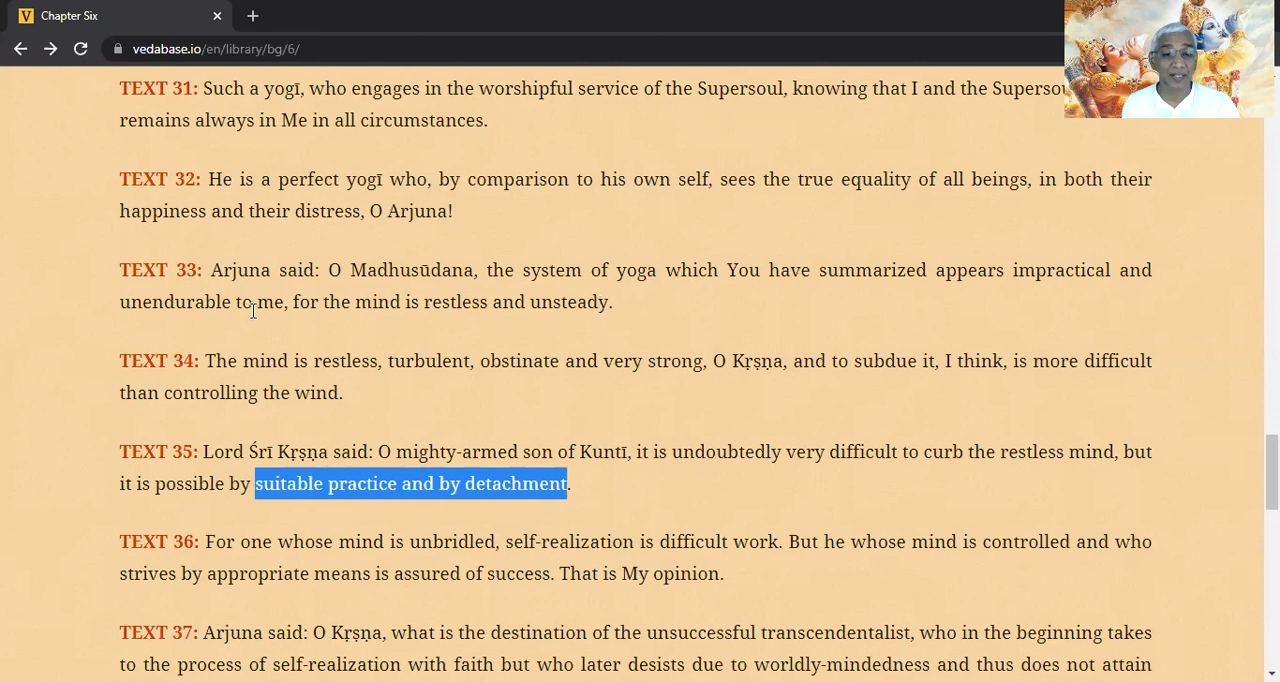 Chapter Six
vedabase.io/en/library/bg/6/
TEXT 31: Such a yogī, who engages in the worshipful service of the Supersoul, knowing that I and the
remains always in Me in all circumstances.
TEXT 32: He is a perfect yogī who, by comparison to his own self, sees the true equality of all beings, in both their
happiness and their distress, O Arjuna!
TEXT 33: Arjuna said: O Madhusūdana, the system of yoga which You have summarized appears impractical and
unendurable to me, for the mind is restless and unsteady.
TEXT 34: The mind is restless, turbulent, obstinate and very strong, O Kṛṣṇa, and to subdue it, I think, is more difficult
than controlling the wind.
TEXT 35: Lord Śrī Kṛṣṇa said: O mighty-armed son of Kuntī, it is undoubtedly very difficult to curb the restless mind, but
it is possible by suitable practice and by detachment.
TEXT 36: For one whose mind is unbridled, self-realization is difficult work. But he whose mind is controlled and who
strives by appropriate means is assured of success. That is My opinion.
TEXT 37: Arjuna said: O Kṛṣṇa, what is the destination of the unsuccessful transcendentalist, who in the beginning takes
to the process of self-realization with faith but who later desists due to worldly-mindedness and thus does not attain